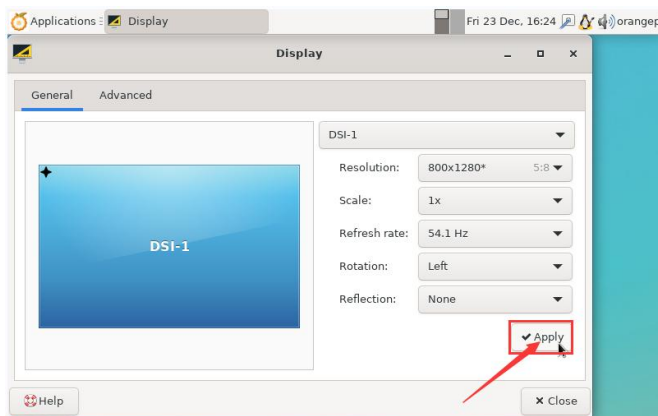 Applications Display Fri 23 Dec, 16:24 orangep
Display
General Advanced
DSI-1
Resolution: 800x1280* 5:8
Scale: 1x
Refresh rate: 54.1 Hz
DSI-1
Rotation: Left
Reflection: None
Apply
Help Close